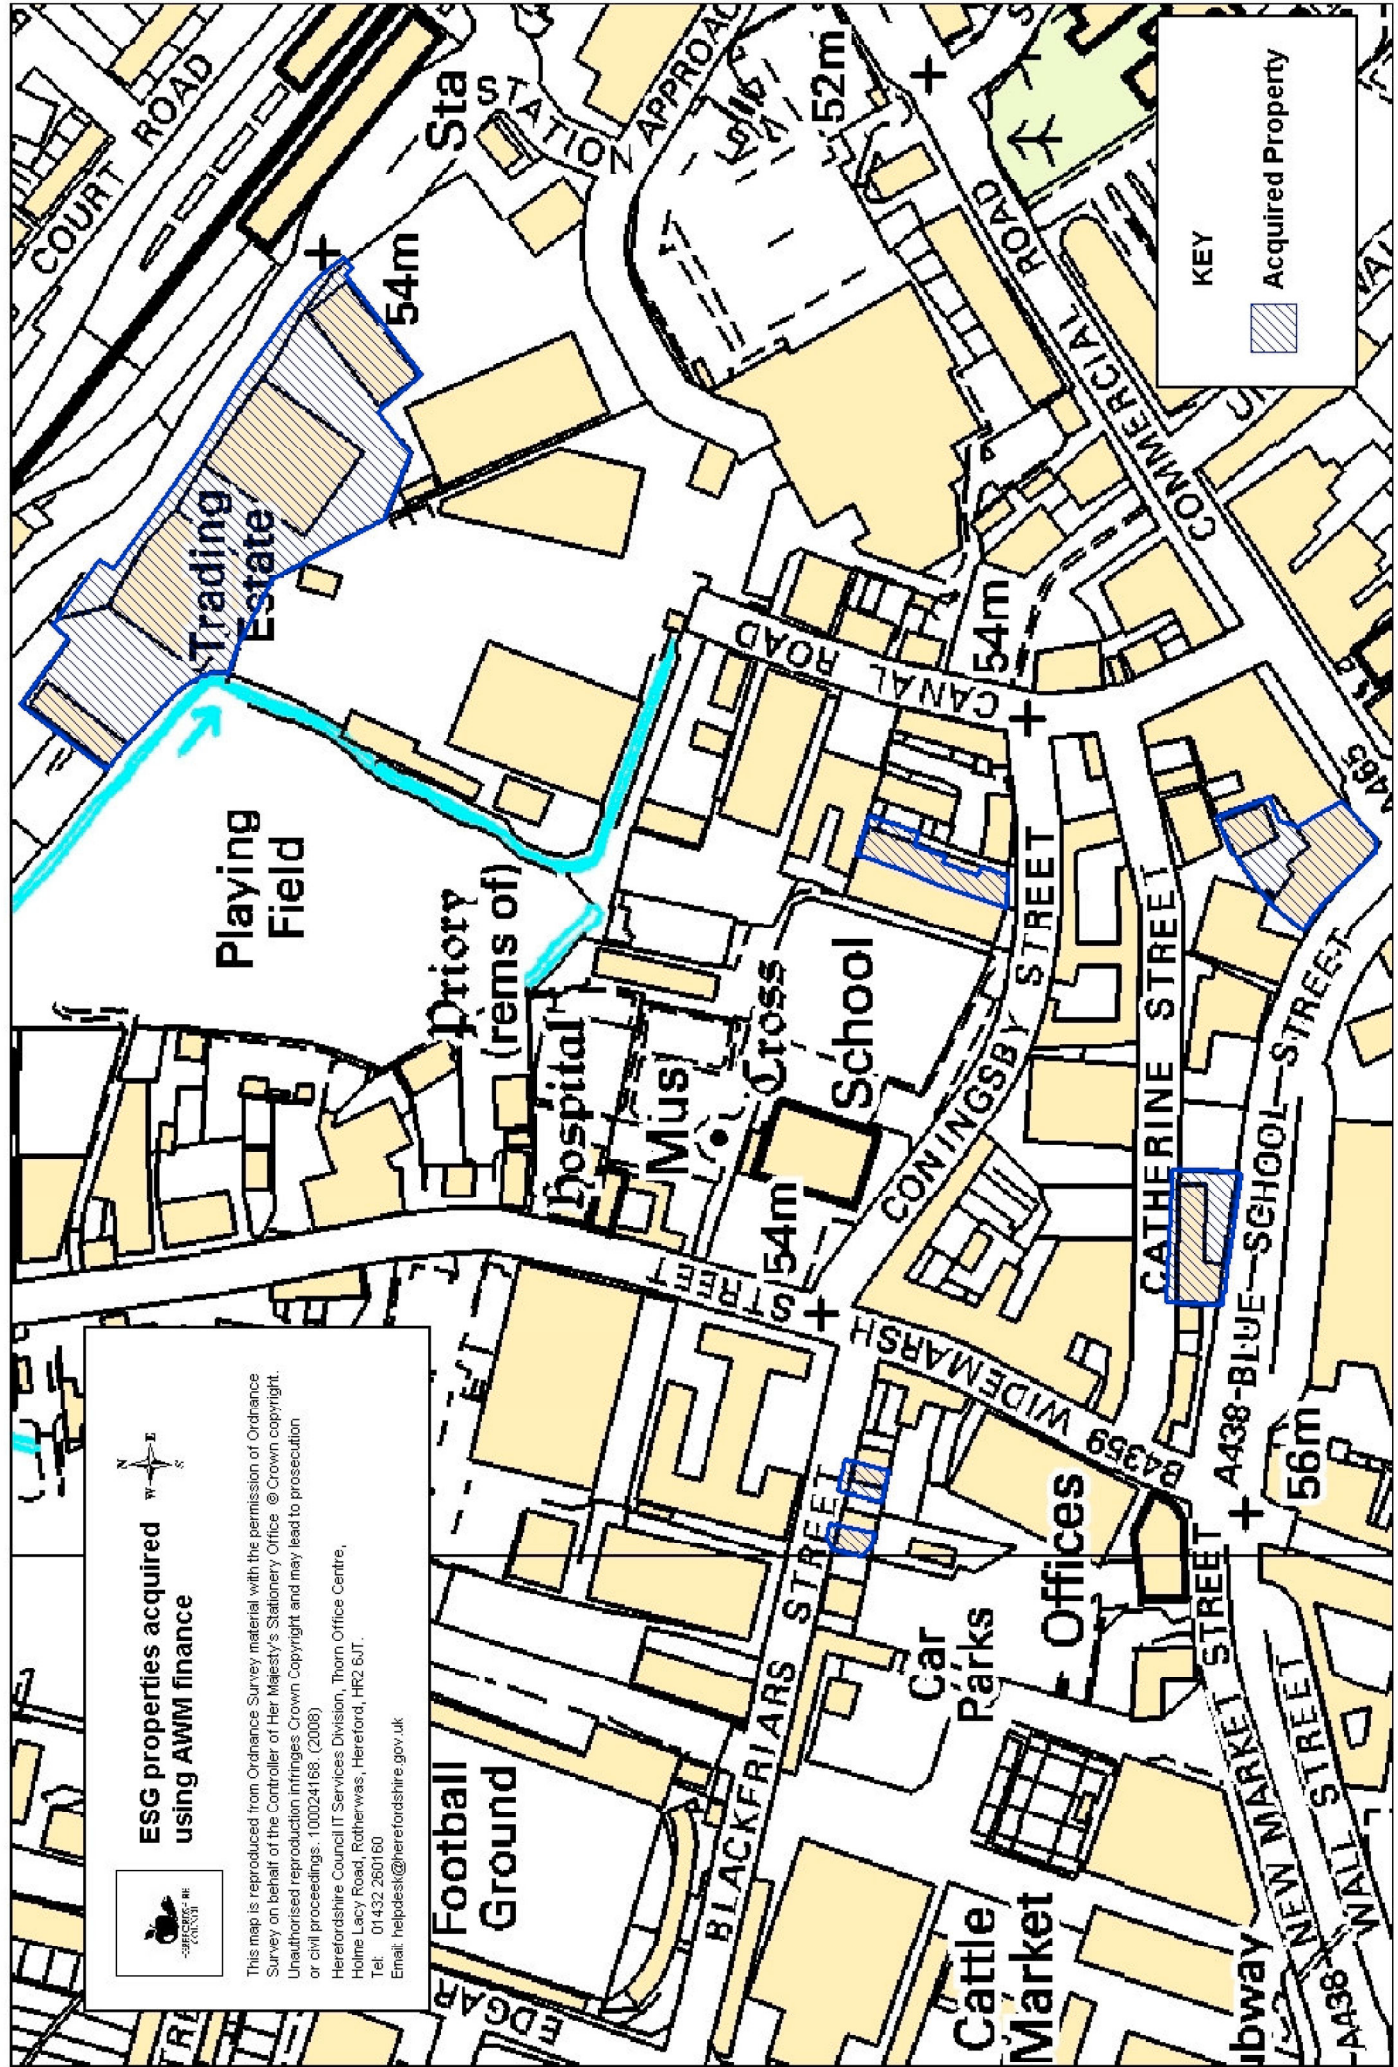 ESG properties acquired
using AWM finance
N
W
E
S
HEREFORDSHIRE
COUNCIL
This map is reproduced from Ordnance Survey material with the permission of Ordnance
Survey on behalf of the Controller of Her Majesty's Stationery Office © Crown copyright.
Unauthorised reproduction infringes Crown Copyright and may lead to prosecution
or civil proceedings. 100024168. (2008)
Herefordshire Council IT Services Division, Thorn Office Centre,
Holme Lacy Road, Rotherwas, Hereford, HR2 6JT.
Tel: 01432 260160
Email: helpdesk@herefordshire.gov.uk
Playing
Field
Trading
Estate
COURT ROAD
54m
Sta
STATION APPROAC
Priory
(rems of)
Hospital
Mus
Cross
School
54m
Football
Ground
EDGAR
BLACKFRIARS STREET
WIDEMARSH STREET
B4359
CONINGSBY STREET
CANAL ROAD
54m
52m
COMMERCIAL ROAD
CATHERINE STREET
A438 BLUE SCHOOL STREET
A465
56m
Car
Parks
Offices
Cattle
Market
NEW MARKET STREET
WALL STREET
A438
bway
KEY
Acquired Property